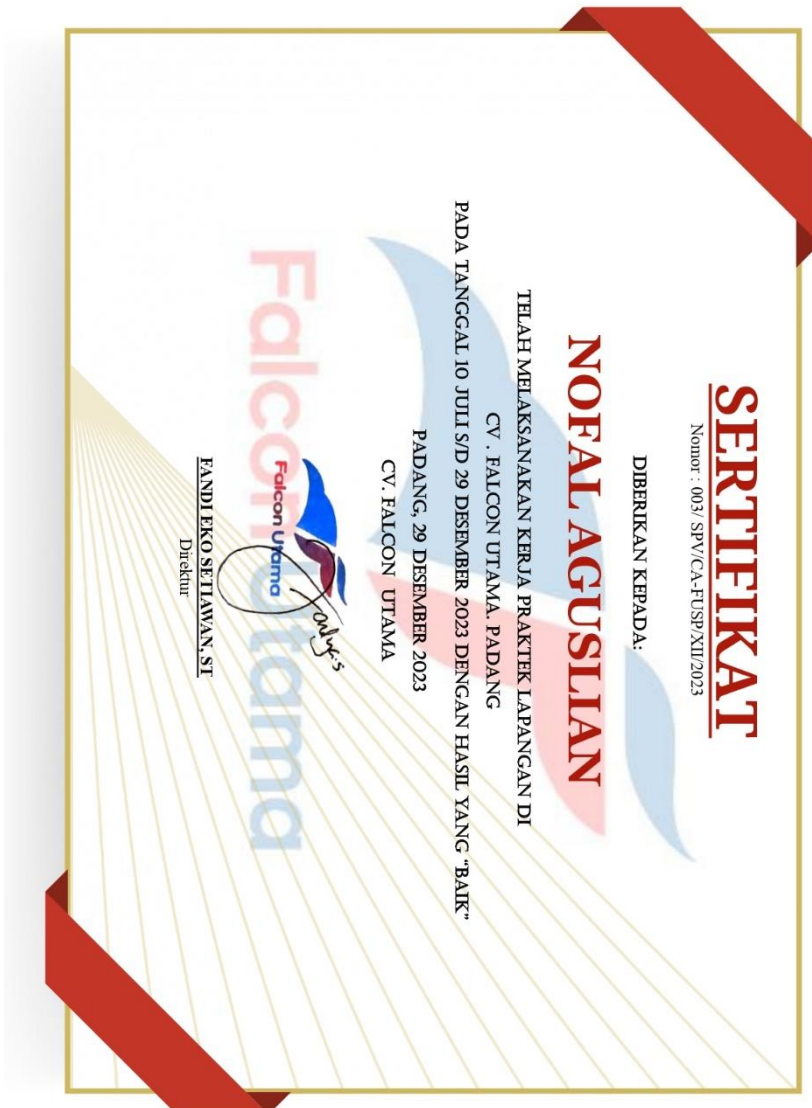 SERTIFIKAT
Nomor : 003/ SPV/CA-FUSP/XII/2023
DIBERIKAN KEPADA:
NOFAL AGUSLIAN
TELAH MELAKSANAKAN KERJA PRAKTEK LAPANGAN DI
CV . FALCON UTAMA, PADANG
PADA TANGGAL 10 JULI S/D 29 DESEMBER 2023 DENGAN HASIL YANG "BAIK"
PADANG, 29 DESEMBER 2023
CV. FALCON UTAMA
Falcon Utama
Falcon Utama
FANDI EKO SETIAWAN, ST
Direktur